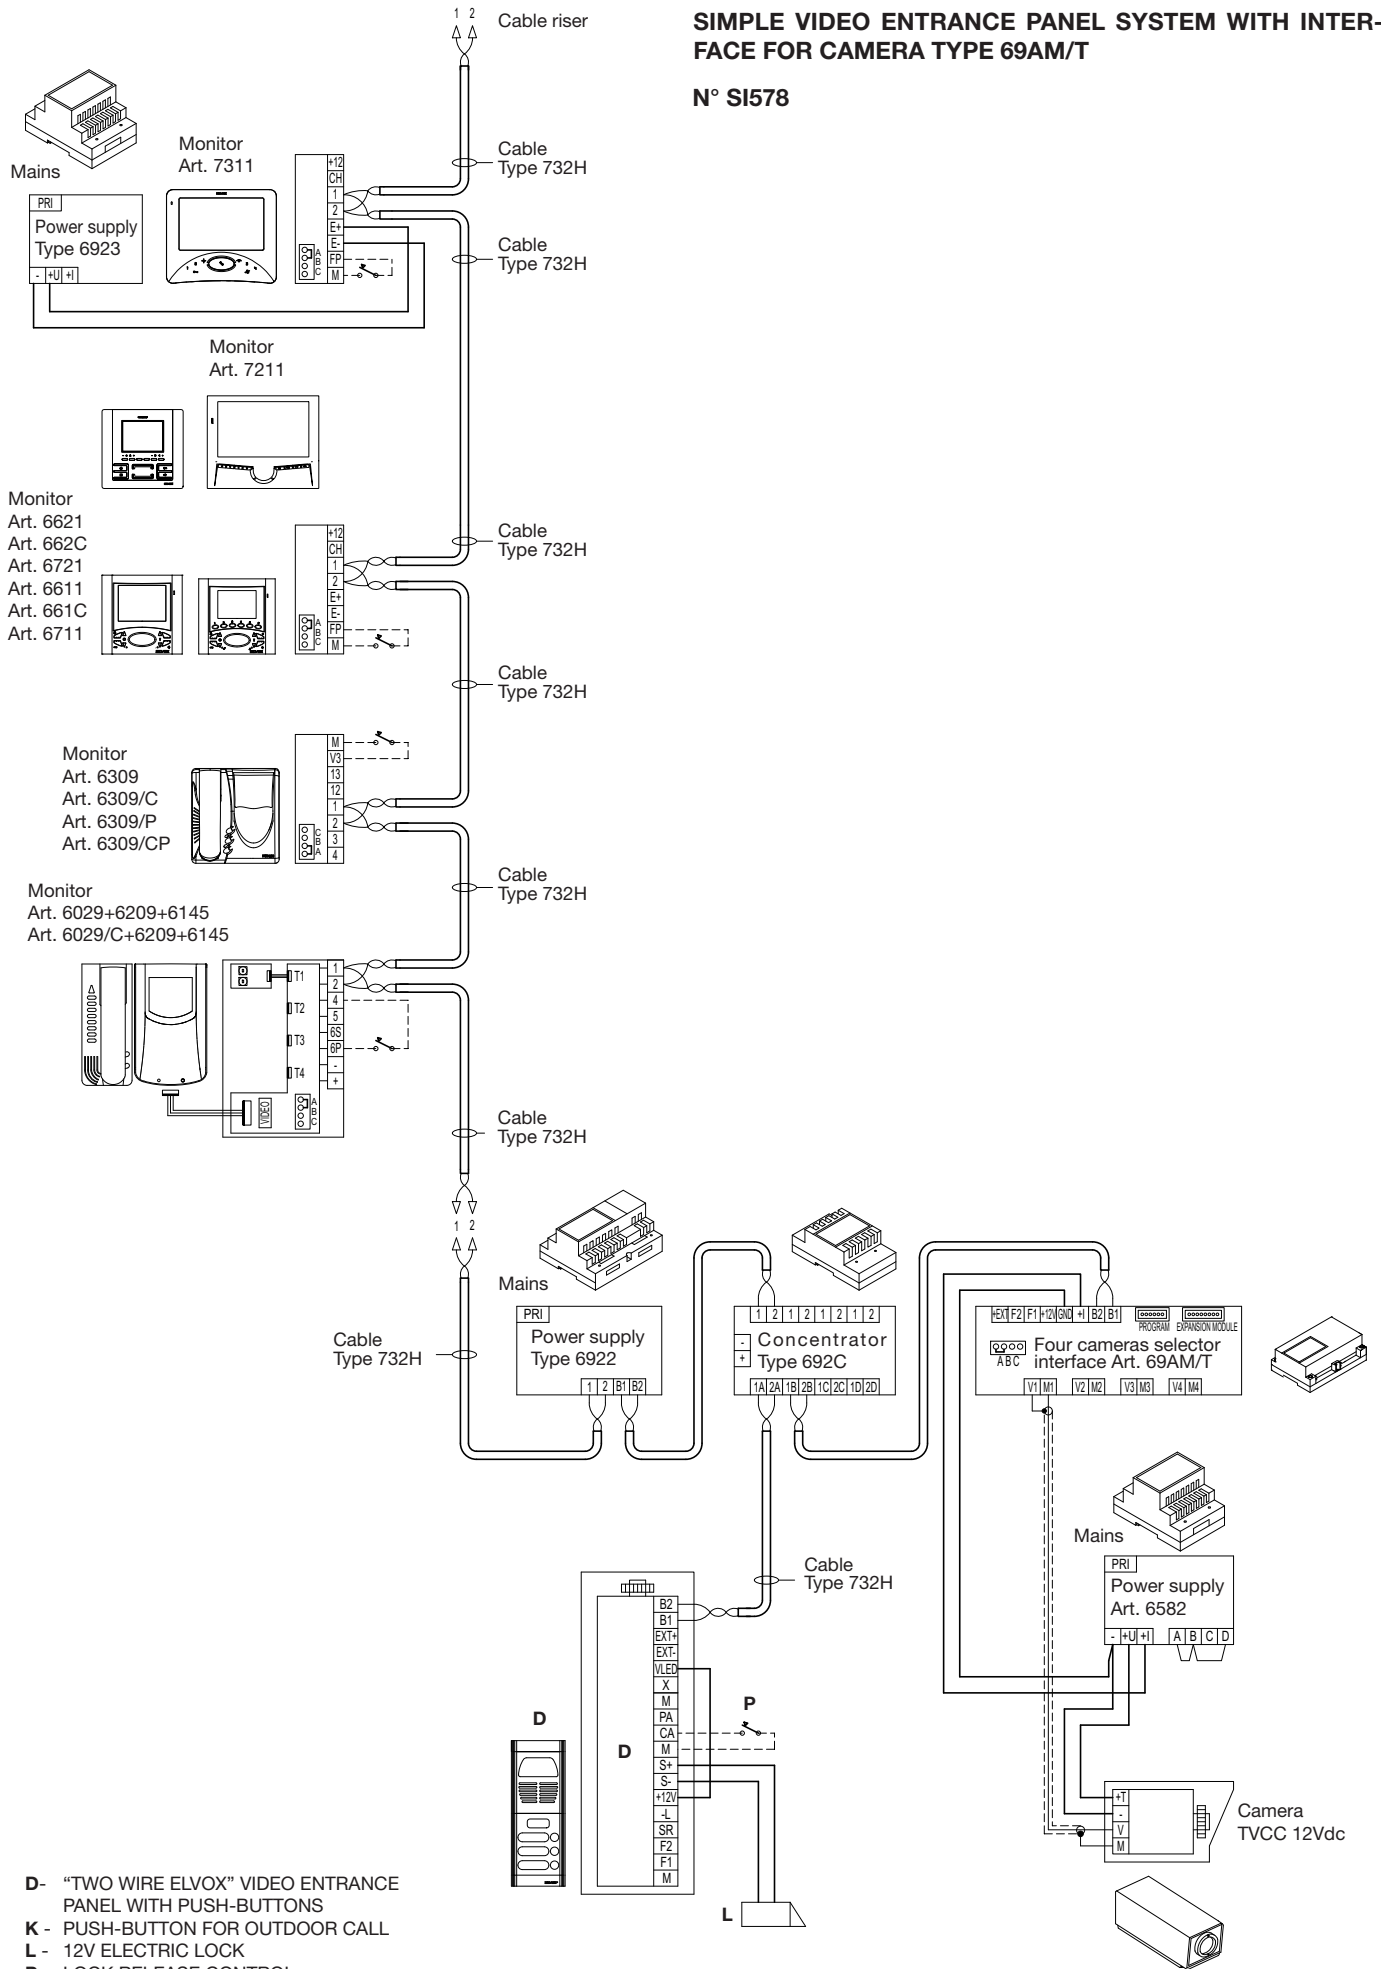 1 2
Cable riser
SIMPLE VIDEO ENTRANCE PANEL SYSTEM WITH INTER-
FACE FOR CAMERA TYPE 69AM/T
N° SI578
Mains
Monitor
Art. 7311
PRI
Power supply
Type 6923
- +U +I
+12
CH
1
2
E+
E-
FP
M
A
B
C
Cable
Type 732H
Cable
Type 732H
Monitor
Art. 7211
Monitor
Art. 6621
Art. 662C
Art. 6721
Art. 6611
Art. 661C
Art. 6711
+12
CH
1
2
E+
E-
FP
M
A
B
C
Cable
Type 732H
Cable
Type 732H
Monitor
Art. 6309
Art. 6309/C
Art. 6309/P
Art. 6309/CP
M
V3
13
12
1
2
3
4
C
B
A
Cable
Type 732H
Monitor
Art. 6029+6209+6145
Art. 6029/C+6209+6145
T1
T2
T3
T4
1
2
4
5
6S
6P
-
+
VIDEO
A
B
C
Cable
Type 732H
1 2
Mains
PRI
Power supply
Type 6922
1 2 B1 B2
Cable
Type 732H
1 2 1 2 1 2 1 2
-
+
Concentrator
Type 692C
1A 2A 1B 2B 1C 2C 1D 2D
+EXT F2 F1 +12V GND +I B2 B1
PROGRAM EXPANSION MODULE
A B C
Four cameras selector
interface Art. 69AM/T
V1 M1 V2 M2 V3 M3 V4 M4
Mains
PRI
Power supply
Art. 6582
- +U +I A B C D
Cable
Type 732H
B2
B1
EXT+
EXT-
VLED
X
M
PA
CA
M
S+
S-
+12V
-L
SR
F2
F1
M
D
D
P
L
+T
-
V
M
Camera
TVCC 12Vdc
D- “TWO WIRE ELVOX” VIDEO ENTRANCE
PANEL WITH PUSH-BUTTONS
K - PUSH-BUTTON FOR OUTDOOR CALL
L - 12V ELECTRIC LOCK